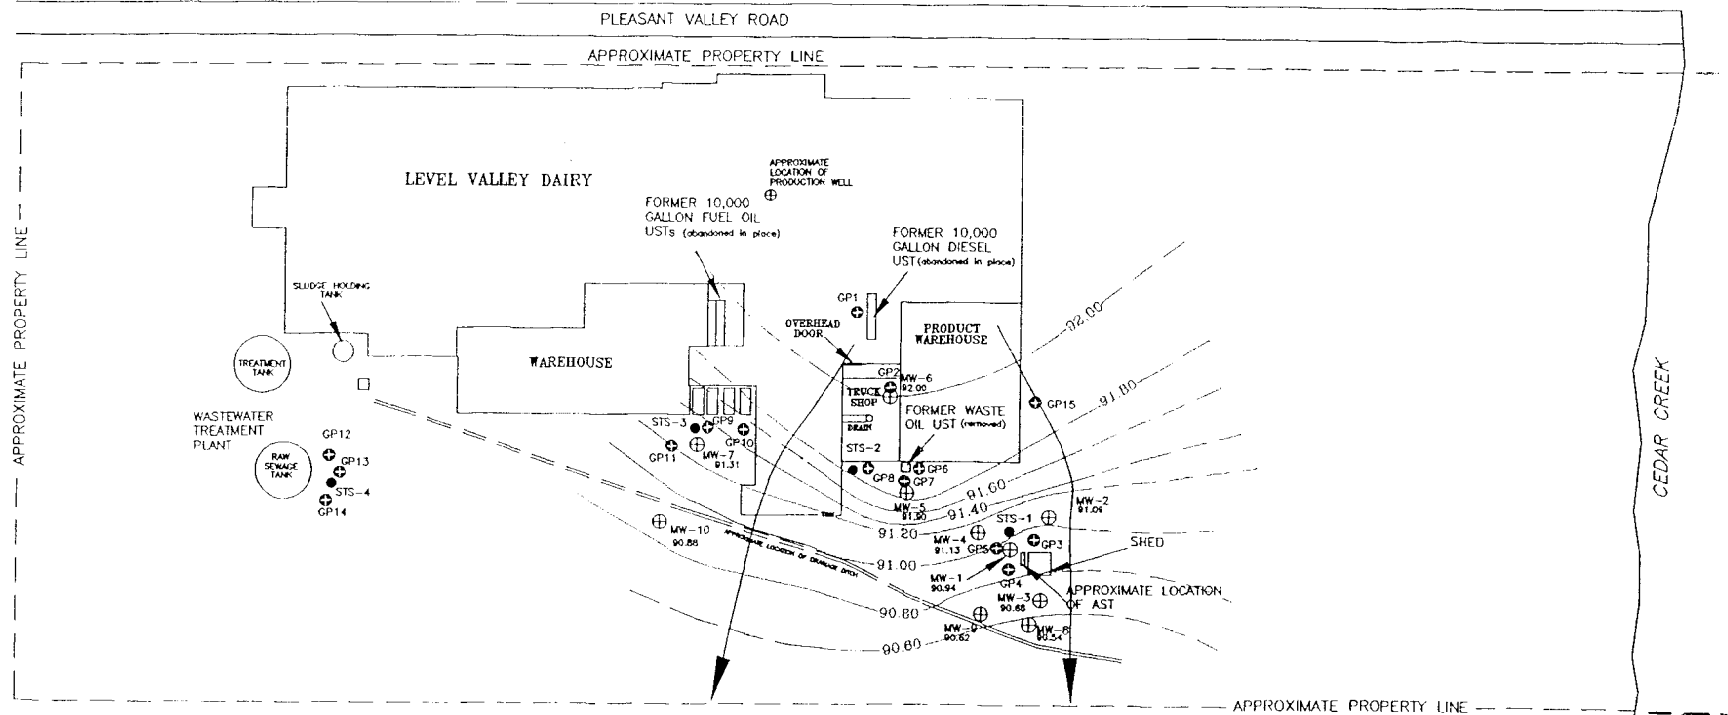 PLEASANT VALLEY ROAD
APPROXIMATE PROPERTY LINE
APPROXIMATE PROPERTY LINE
LEVEL VALLEY DAIRY
APPROXIMATE
LOCATION OF
PRODUCTION WELL
FORMER 10,000
GALLON FUEL OIL
USTs (abandoned in place)
FORMER 10,000
GALLON DIESEL
UST (abandoned in place)
SLUDGE HOLDING
TANK
GP1
OVERHEAD
DOOR
PRODUCT
WAREHOUSE
92.00
WAREHOUSE
TREATMENT
TANK
GP2
MW-6
92.00
TRUCK
SHOP
DRAIN
91.80
GP15
FORMER WASTE
OIL UST (removed)
WASTEWATER
TREATMENT
PLANT
STS-3
GP9
GP10
GP11
MW-7
91.31
STS-2
GP8
GP6
GP7
GP12
GP13
RAW
SEWAGE
TANK
STS-4
GP14
MW-5
91.60
91.40
91.20
91.00
90.80
90.60
MW-2
91.01
STS-1
MW-4
91.13
GP5
GP3
SHED
MW-10
90.88
APPROXIMATE LOCATION OF DRAINAGE DITCH
MW-1
90.94
GP4
APPROXIMATE LOCATION
OF AST
MW-3
90.68
MW-9
90.62
MW-8
90.54
CEDAR CREEK
APPROXIMATE PROPERTY LINE